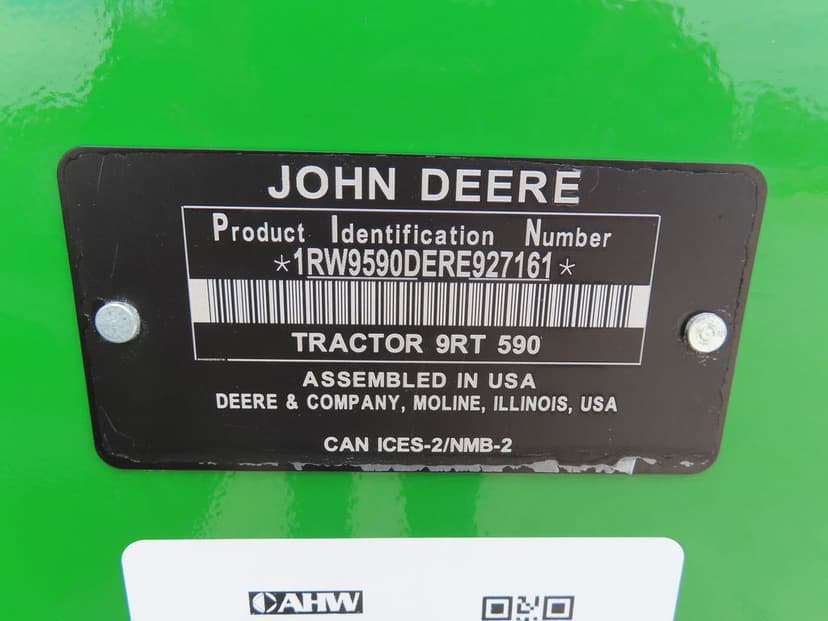 JOHN DEERE
Product Identification Number
*1RW9590DERE927161*
TRACTOR 9RT 590
ASSEMBLED IN USA
DEERE & COMPANY, MOLINE, ILLINOIS, USA
CAN ICES-2/NMB-2
AHW